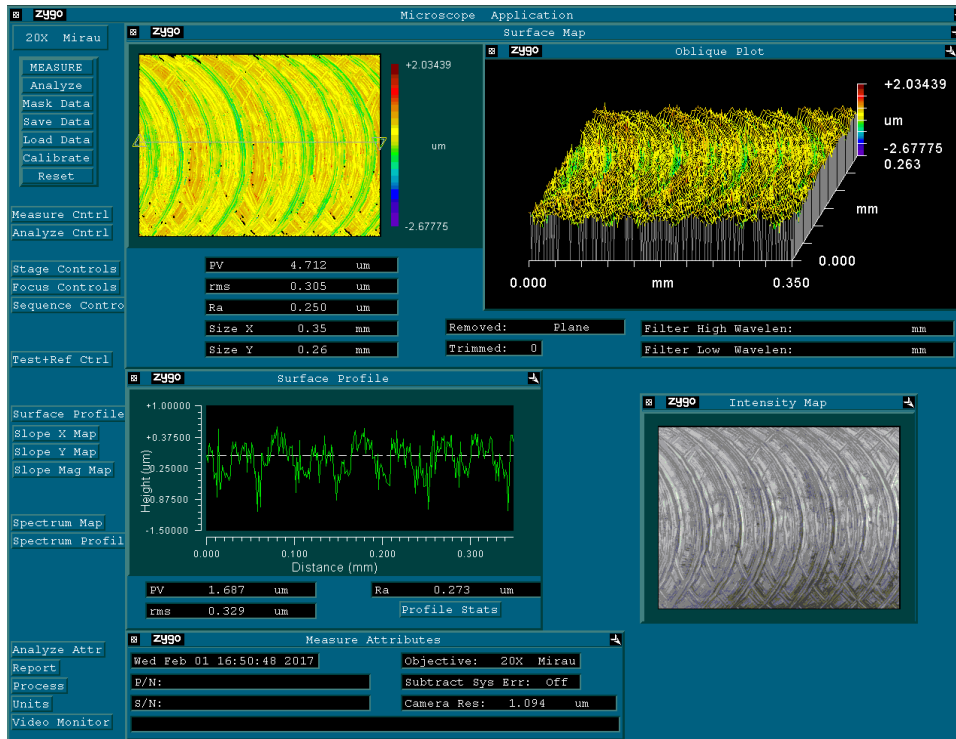 zygo Microscope Application
20X Mirau
MEASURE
Analyze
Mask Data
Save Data
Load Data
Calibrate
Reset
Measure Cntrl
Analyze Cntrl
Stage Controls
Focus Controls
Sequence Contro
Test+Ref Ctrl
Surface Profile
Slope X Map
Slope Y Map
Slope Mag Map
Spectrum Map
Spectrum Profil
Analyze Attr
Report
Process
Units
Video Monitor
zygo Surface Map
+2.03439
um
-2.67775
PV 4.712 um
rms 0.305 um
Ra 0.250 um
Size X 0.35 mm
Size Y 0.26 mm
zygo Oblique Plot
+2.03439
um
-2.67775
0.263
mm
0.000
0.000 mm 0.350
Removed: Plane
Trimmed: 0
Filter High Wavelen: mm
Filter Low Wavelen: mm
zygo Surface Profile
+1.00000
+0.37500
-0.25000
-0.87500
-1.50000
Height (um)
0.000 0.100 0.200 0.300
Distance (mm)
PV 1.687 um
rms 0.329 um
Ra 0.273 um
Profile Stats
zygo Intensity Map
zygo Measure Attributes
Wed Feb 01 16:50:48 2017
P/N:
S/N:
Objective: 20X Mirau
Subtract Sys Err: Off
Camera Res: 1.094 um